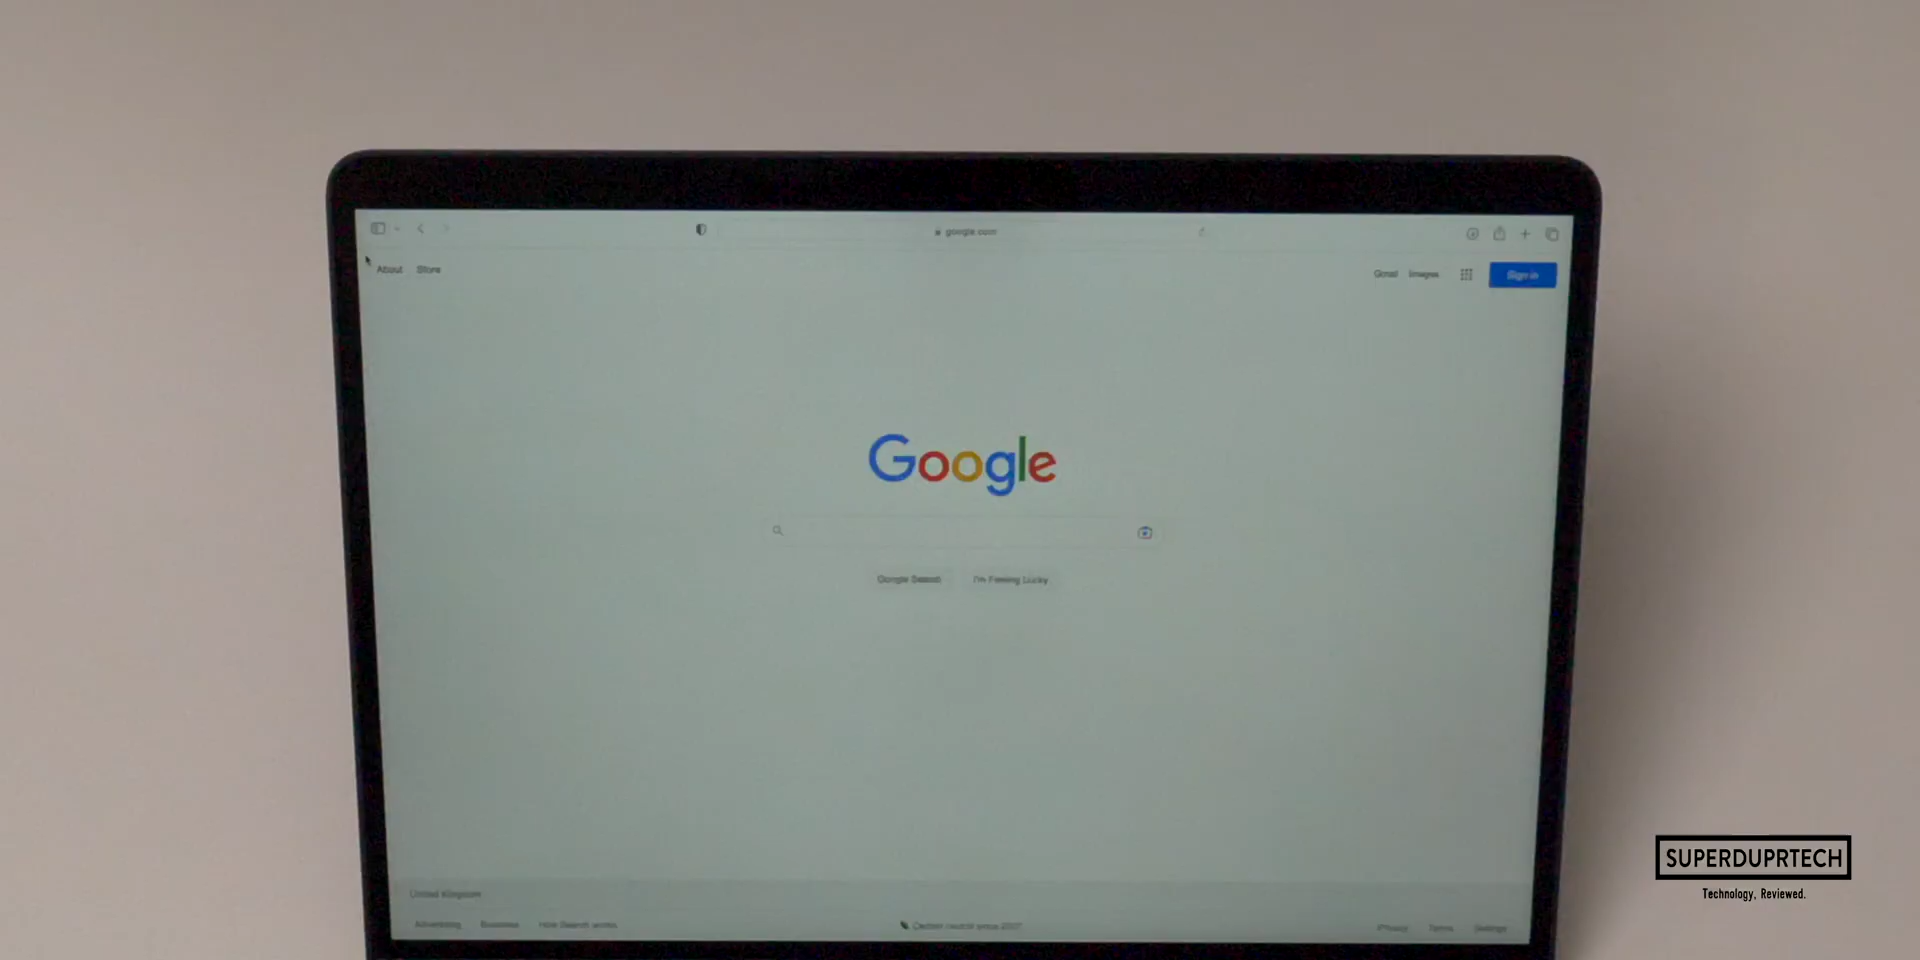 google.com
About Store
Gmail Images Sign in
Google
Google Search I'm Feeling Lucky
United Kingdom
Advertising Business How Search works Carbon neutral since 2007 Privacy Terms Settings
SUPERDUPRTECH
Technology, Reviewed.